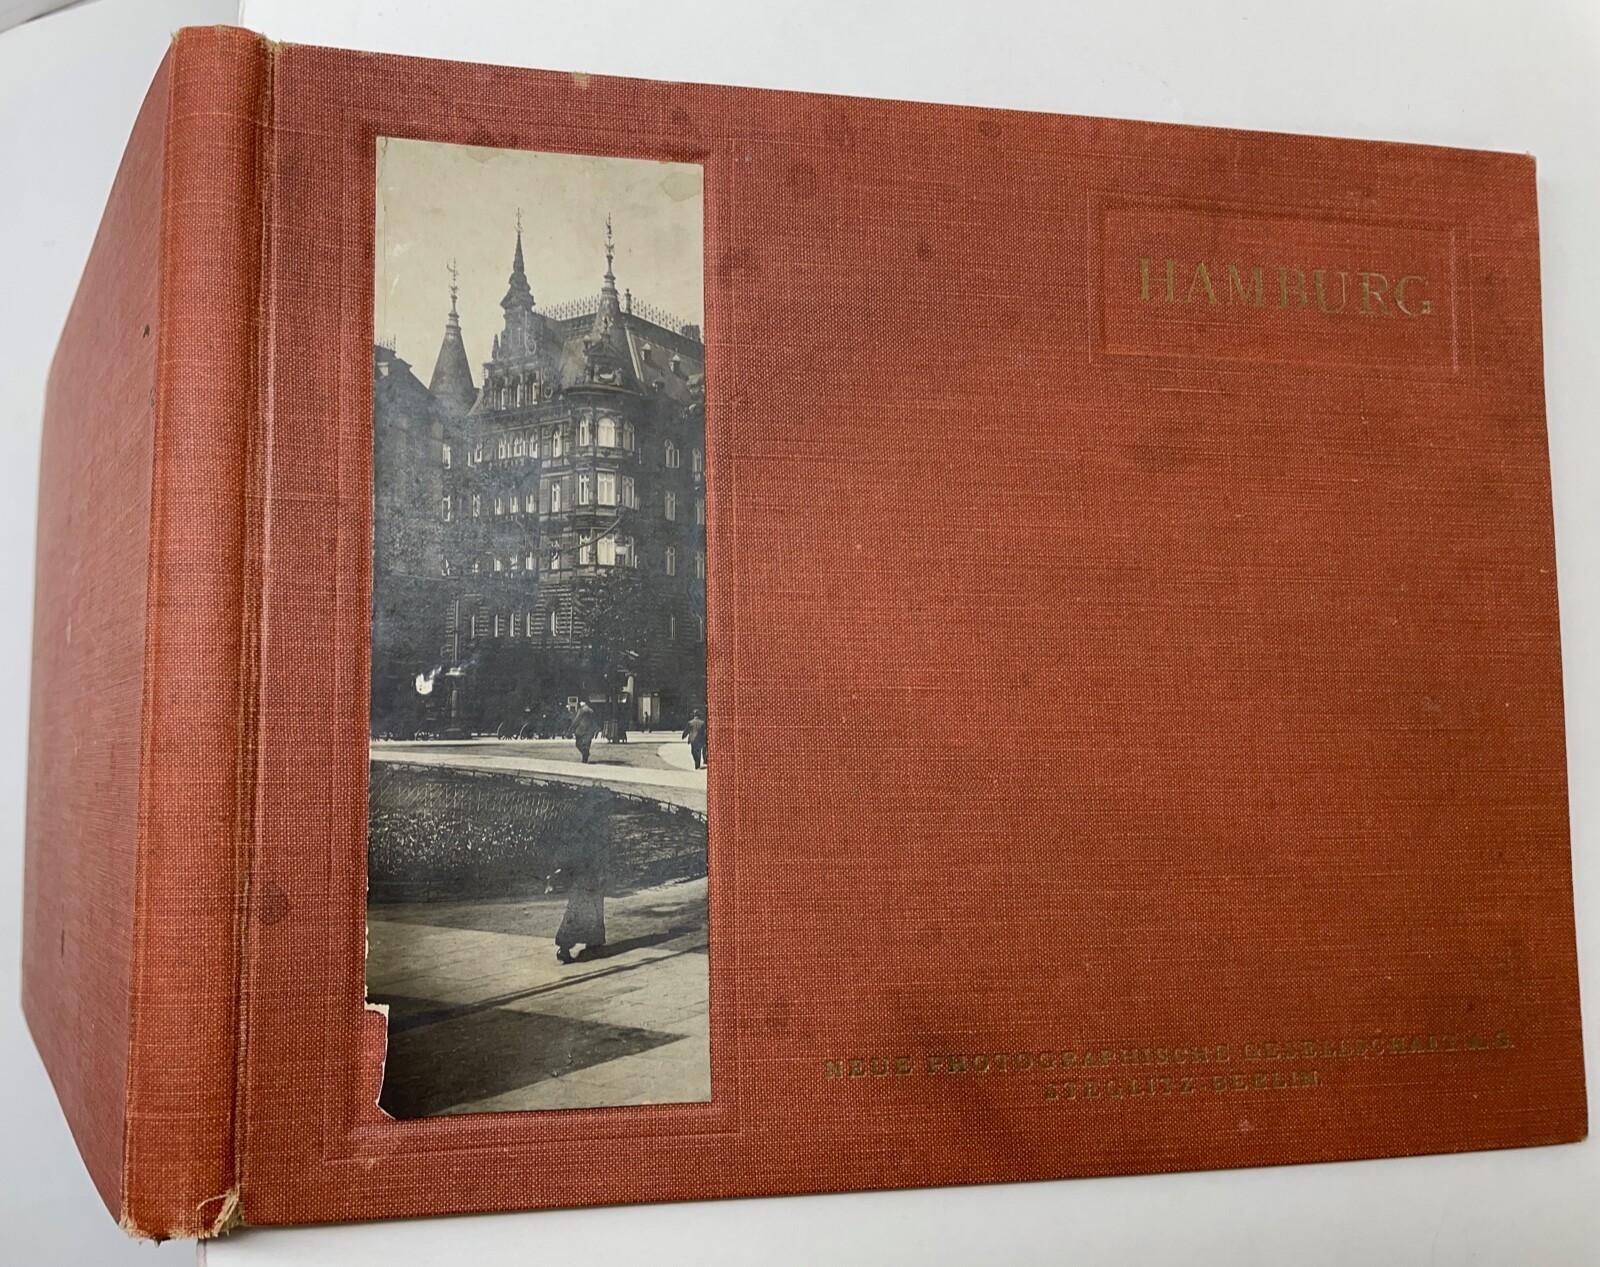 HAMBURG
NEUE PHOTOGRAPHISCHE GESELLSCHAFT A.G.
STEGLITZ-BERLIN